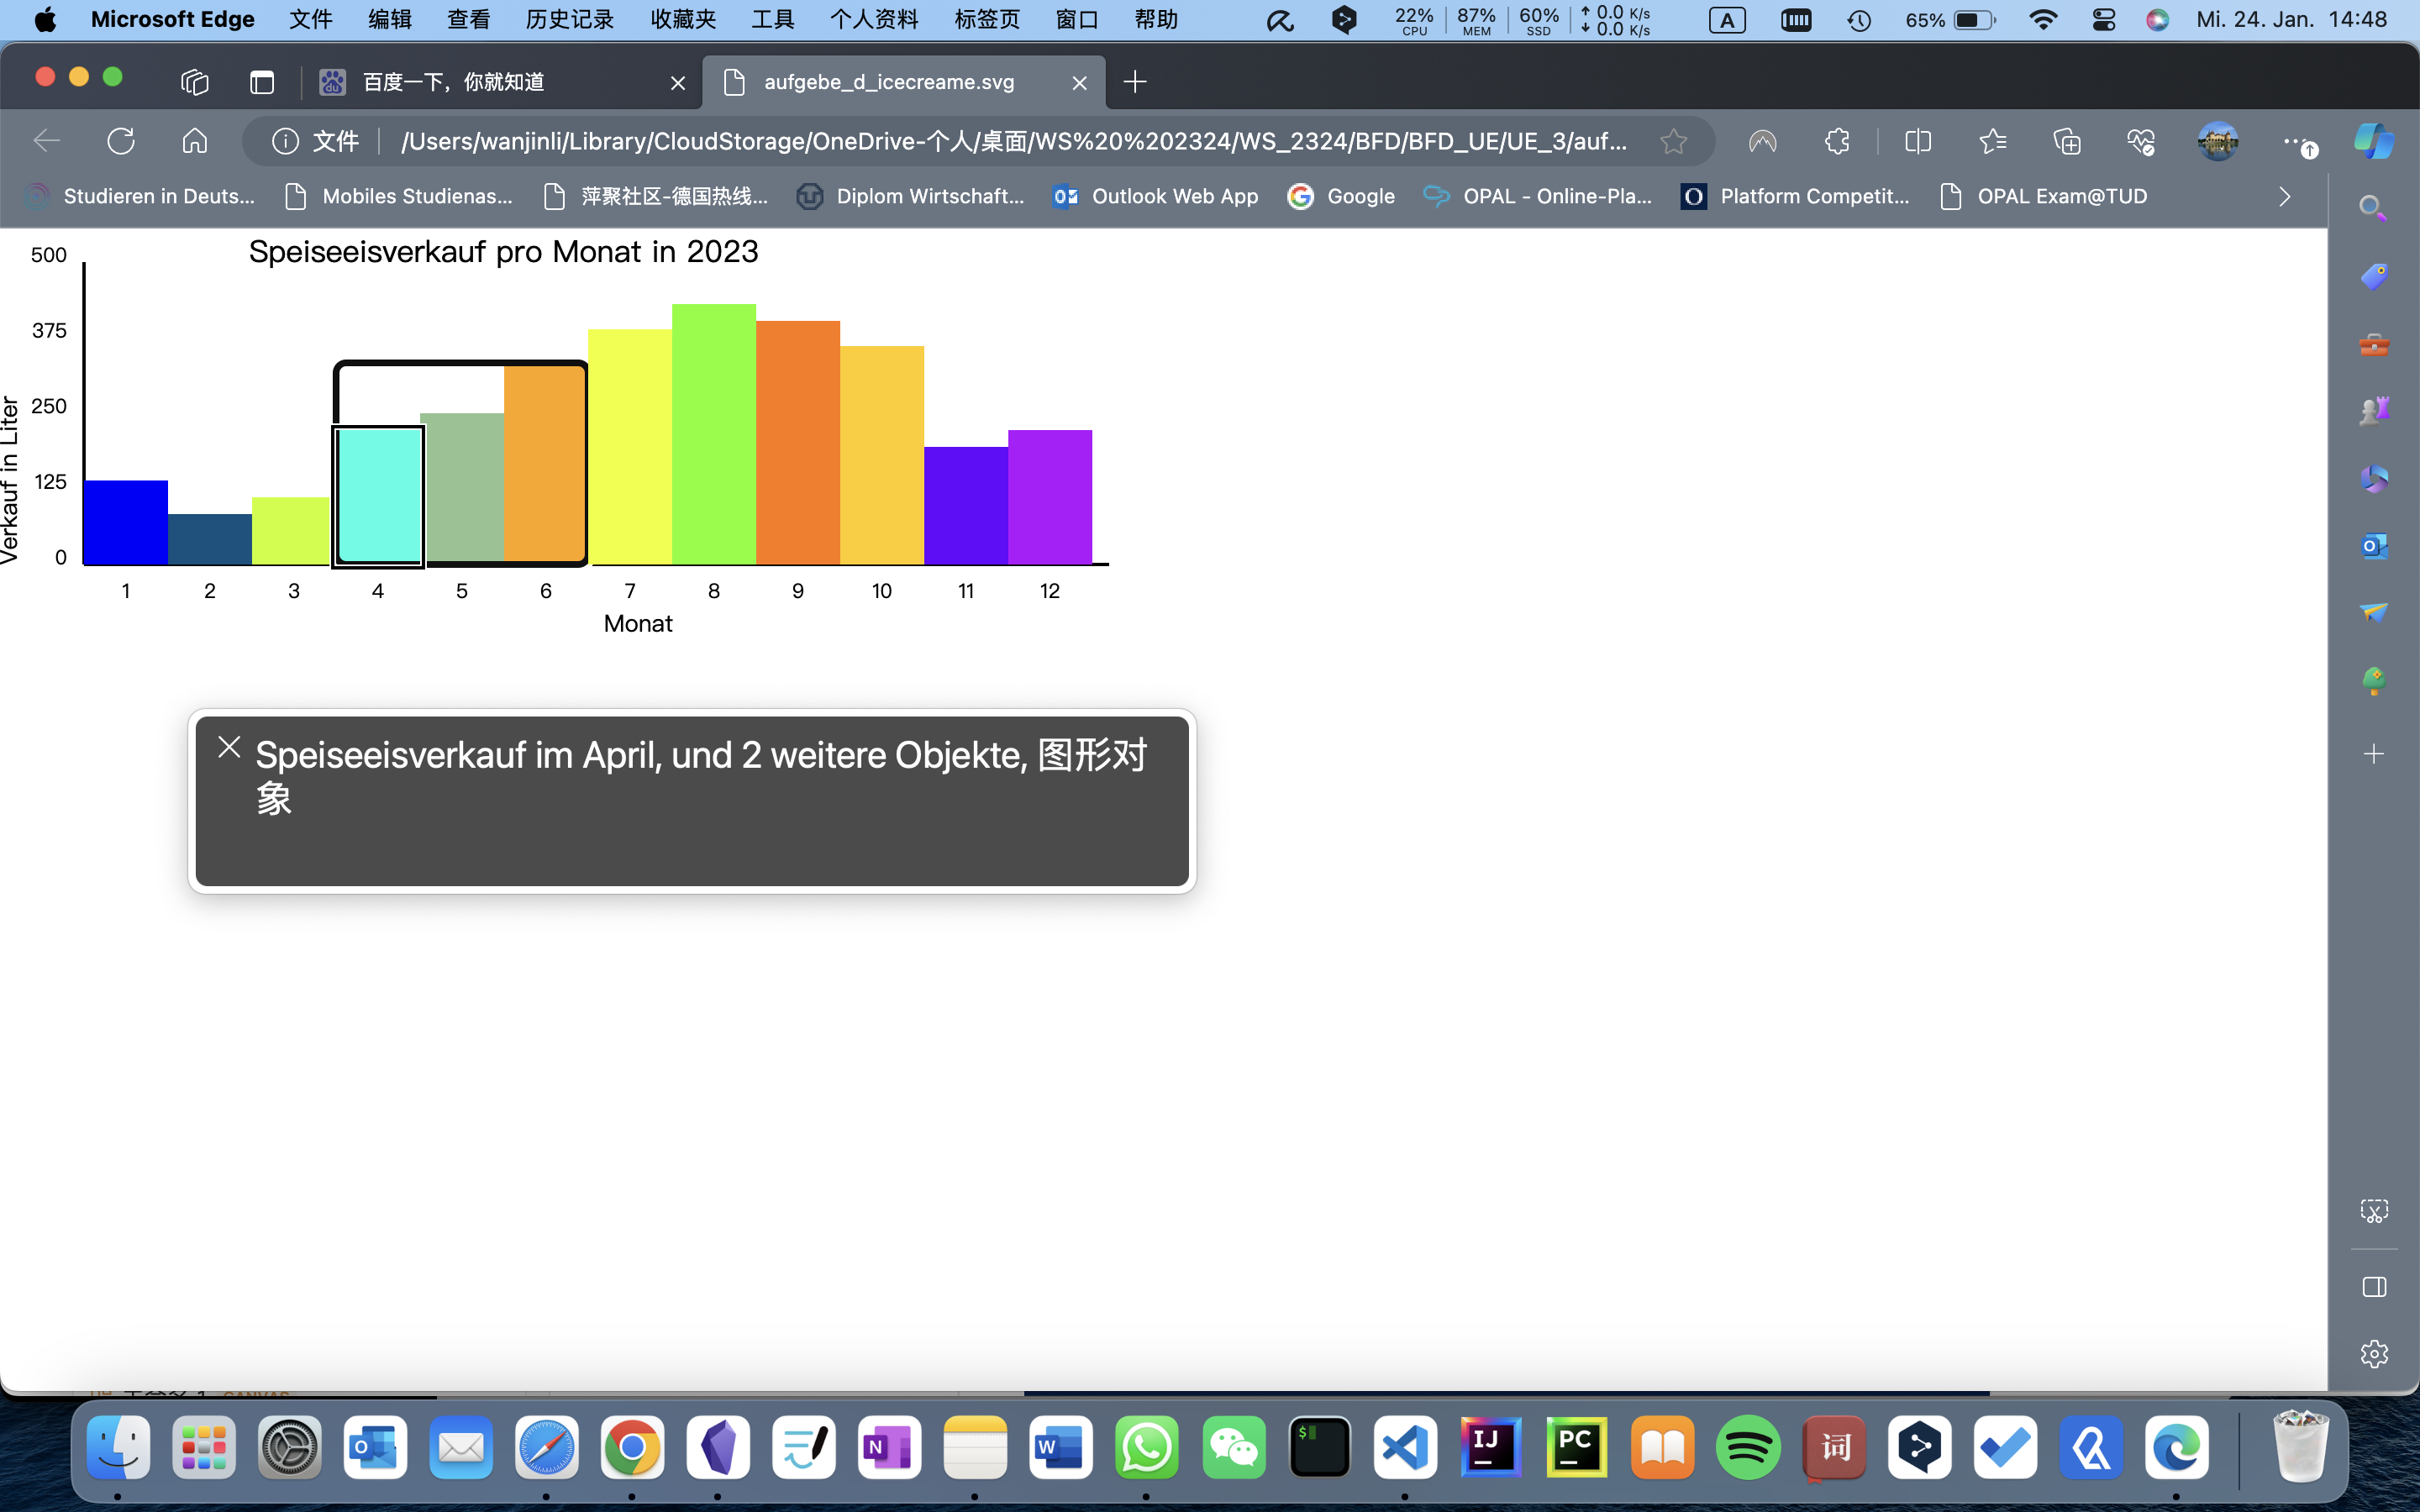 Microsoft Edge 文件 编辑 查看 历史记录 收藏夹 工具 个人资料 标签页 窗口 帮助 22% CPU 87% MEM 60% SSD 0.0 K/s 0.0 K/s A 65% Mi. 24. Jan. 14:48
百度一下，你就知道 aufgebe_d_icecreame.svg
文件 /Users/wanjinli/Library/CloudStorage/OneDrive-个人/桌面/WS%20%202324/WS_2324/BFD/BFD_UE/UE_3/auf...
Studieren in Deuts... Mobiles Studienas... 萍聚社区-德国热线... Diplom Wirtschaft... Outlook Web App Google OPAL - Online-Pla... Platform Competit... OPAL Exam@TUD
Speiseeisverkauf pro Monat in 2023
500
375
250
125
0
Verkauf in Liter
1 2 3 4 5 6 7 8 9 10 11 12
Monat
Speiseeisverkauf im April, und 2 weitere Objekte, 图形对
象